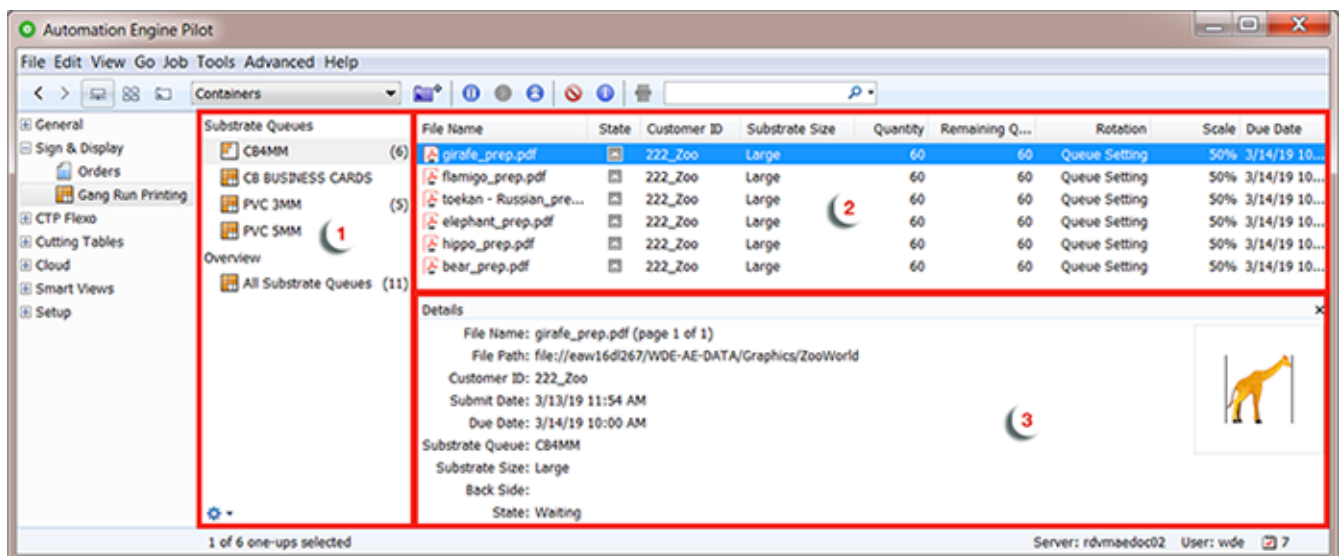 Automation Engine Pilot
File Edit View Go Job Tools Advanced Help
Containers
General
Sign & Display
Orders
Gang Run Printing
CTP Flexo
Cutting Tables
Cloud
Smart Views
Setup
Substrate Queues
CB4MM (6)
CB BUSINESS CARDS
PVC 3MM (5)
PVC 5MM
1
Overview
All Substrate Queues (11)
File Name State Customer ID Substrate Size Quantity Remaining Q... Rotation Scale Due Date
girafe_prep.pdf 222_Zoo Large 60 60 Queue Setting 50% 3/14/19 10...
flamigo_prep.pdf 222_Zoo Large 60 60 Queue Setting 50% 3/14/19 10...
toekan - Russian_pre... 222_Zoo Large 60 60 Queue Setting 50% 3/14/19 10...
2
elephant_prep.pdf 222_Zoo Large 60 60 Queue Setting 50% 3/14/19 10...
hippo_prep.pdf 222_Zoo Large 60 60 Queue Setting 50% 3/14/19 10...
bear_prep.pdf 222_Zoo Large 60 60 Queue Setting 50% 3/14/19 10...
Details
File Name: girafe_prep.pdf (page 1 of 1)
File Path: file://eaw16dl267/WDE-AE-DATA/Graphics/ZooWorld
Customer ID: 222_Zoo
Submit Date: 3/13/19 11:54 AM
Due Date: 3/14/19 10:00 AM
3
Substrate Queue: CB4MM
Substrate Size: Large
Back Side:
State: Waiting
1 of 6 one-ups selected Server: rdvmaedoc02 User: wde 7